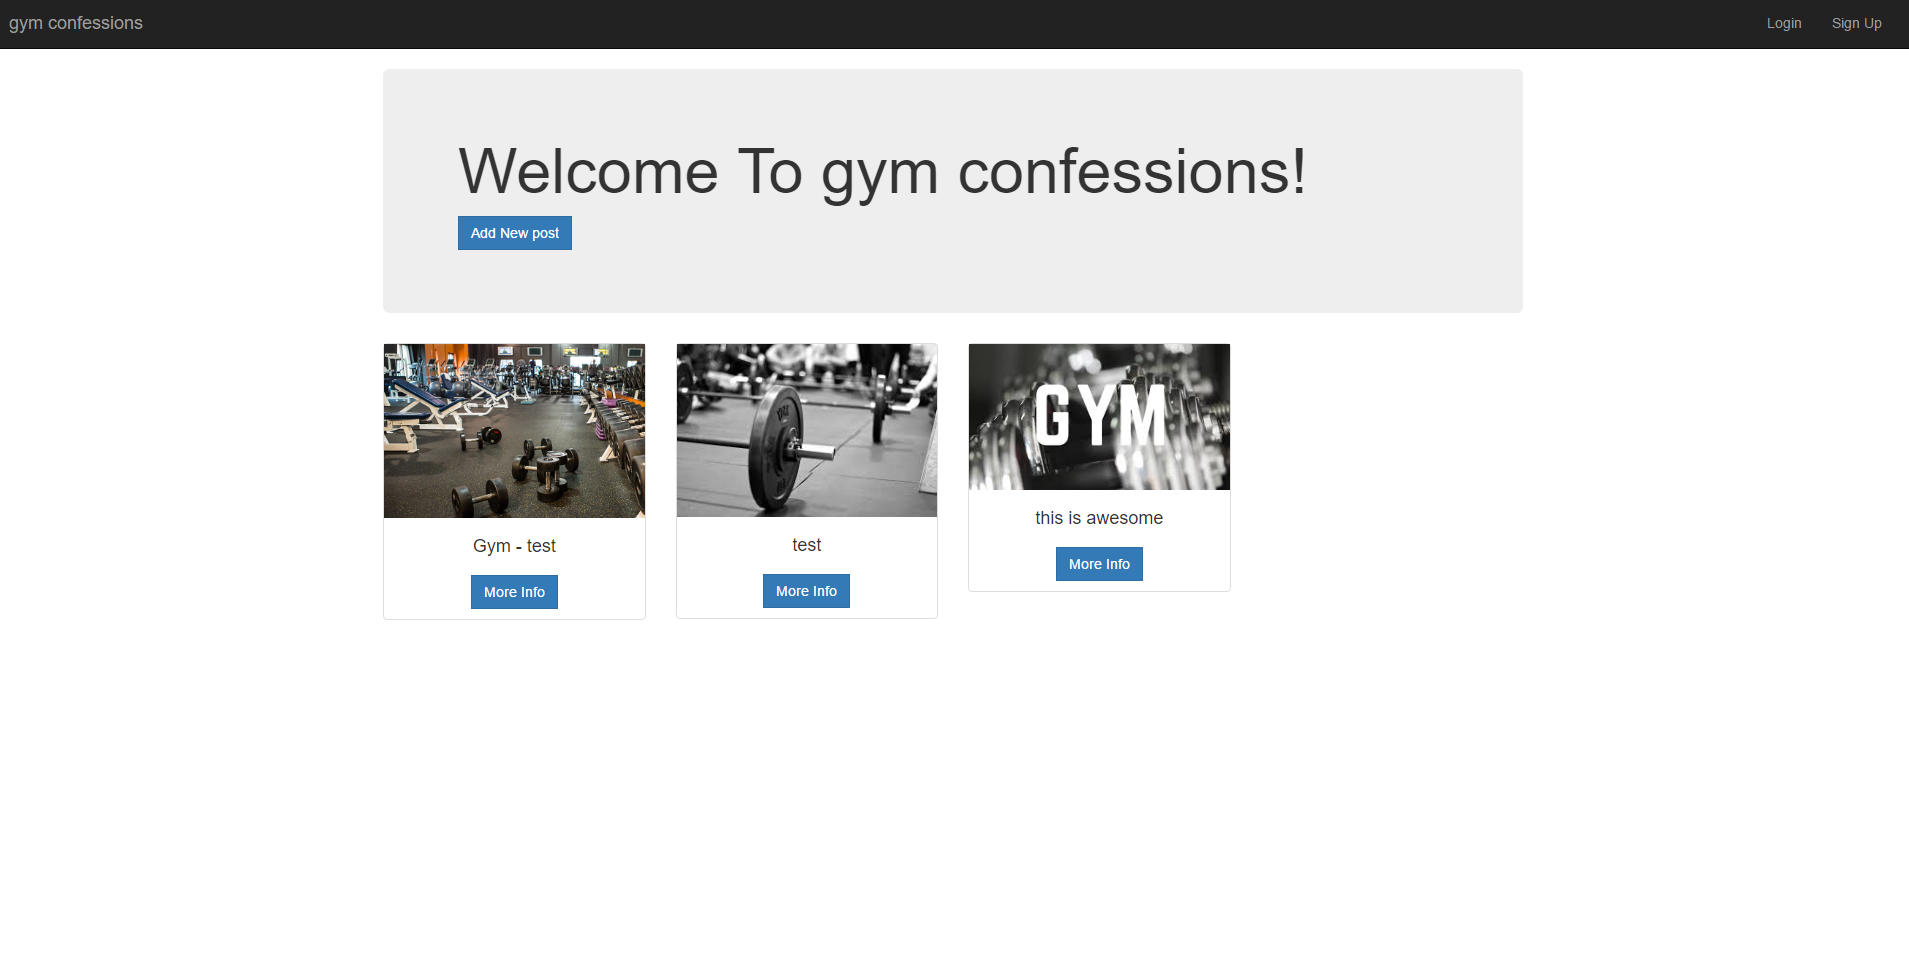 gym confessions
Login
Sign Up
Welcome To gym confessions!
Add New post
GYM
Gym - test
More Info
test
More Info
this is awesome
More Info